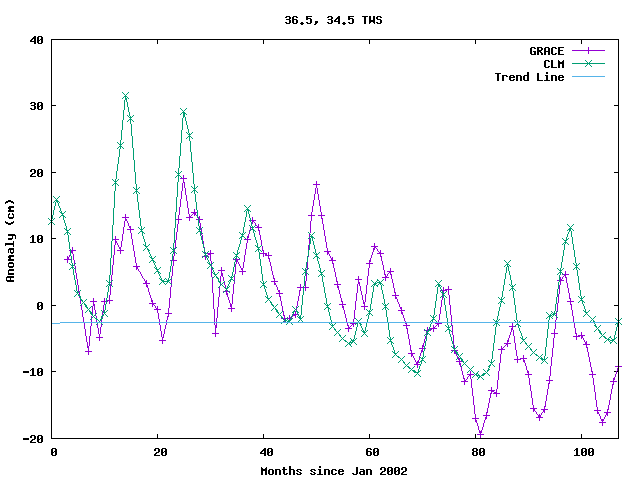 36.5, 34.5 TWS
GRACE
CLM
Trend Line
40
30
20
10
0
-10
-20
Anomaly (cm)
0 20 40 60 80 100
Months since Jan 2002